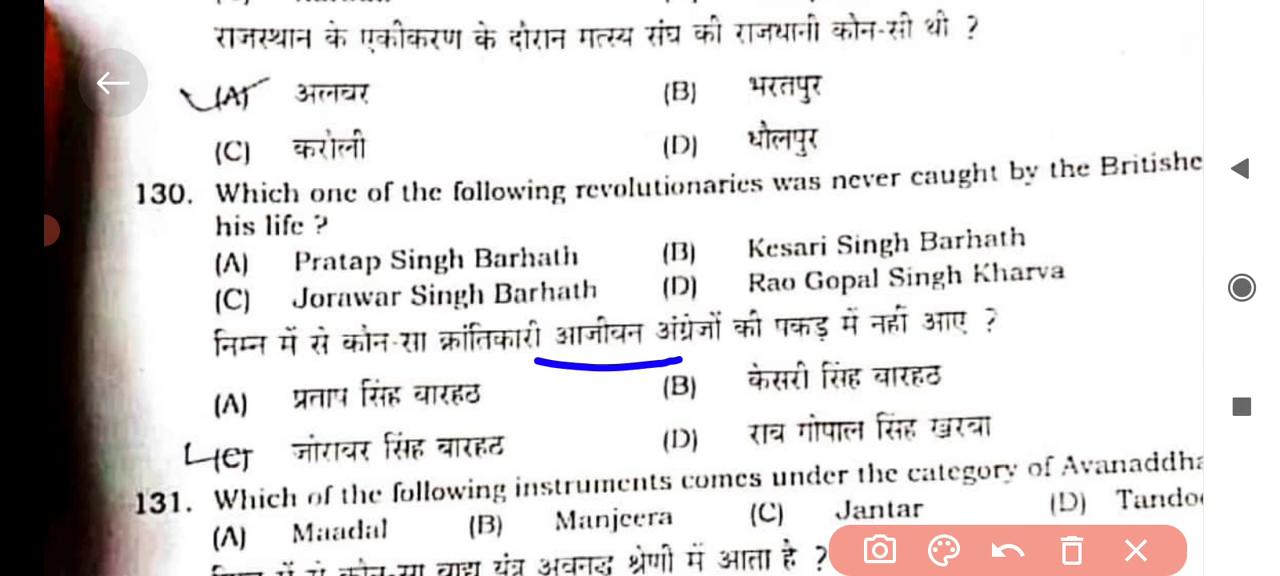 राजस्थान के एकीकरण के दौरान मत्स्य संघ की राजधानी कौन-सी थी ?
(A) अलवर (B) भरतपुर
(C) करौली (D) धौलपुर
130. Which one of the following revolutionaries was never caught by the Britishe
his life ?
(A) Pratap Singh Barhath (B) Kesari Singh Barhath
(C) Jorawar Singh Barhath (D) Rao Gopal Singh Kharva
निम्न में से कौन-सा क्रांतिकारी आजीवन अंग्रेजों की पकड़ में नहीं आए ?
(A) प्रताप सिंह बारहठ (B) केसरी सिंह बारहठ
(C) जोरावर सिंह बारहठ (D) राव गोपाल सिंह खरवा
131. Which of the following instruments comes under the category of Avanaddha
(A) Maadal (B) Manjeera (C) Jantar (D) Tandoo
निम्न में से कौन-सा वाद्य यंत्र अवनद्ध श्रेणी में आता है ?